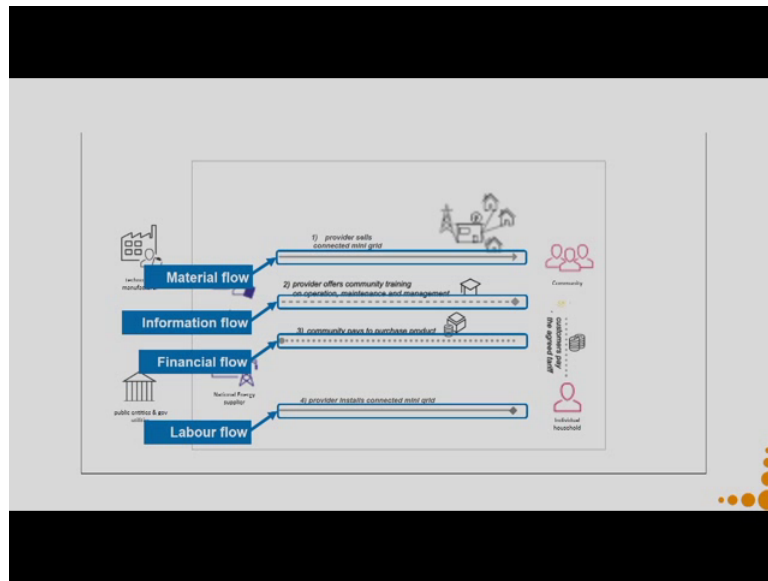 1) provider sells
connected mini grid
Material flow
Community
2) provider offers community training
on operation, maintenance and management
Information flow
customers pay
the agreed tariff
3) community pays to purchase product
Financial flow
National Energy
supplier
4) provider installs connected mini grid
public entities & gov
Labour flow
Individual
household